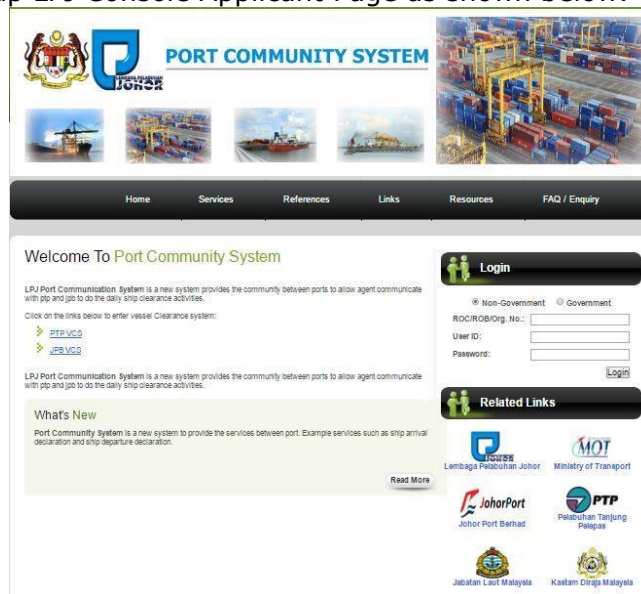 LPJ Console Applicant Page as shown below:
LEMBAGA PELABUHAN
JOHOR
PORT COMMUNITY SYSTEM
Home Services References Links Resources FAQ / Enquiry
Welcome To Port Community System
LPJ Port Communication System is a new system provides the community between ports to allow agent communicate
with ptp and jpb to do the daily ship clearance activities.
Click on the links below to enter vessel Clearance system:
PTP VCS
JPB VCS
LPJ Port Communication System is a new system provides the community between ports to allow agent communicate
with ptp and jpb to do the daily ship clearance activities.
What's New
Port Community System is a new system to provide the services between port. Example services such as ship arrival
declaration and ship departure declaration.
Read More
Login
Non-Government Government
ROC/ROB/Org. No.:
User ID:
Password:
Login
Related Links
JOHOR
Lembaga Pelabuhan Johor
MOT
Ministry of Transport
JohorPort
Johor Port Berhad
PTP
Pelabuhan Tanjung
Pelepas
Jabatan Laut Malaysia
Kastam Diraja Malaysia